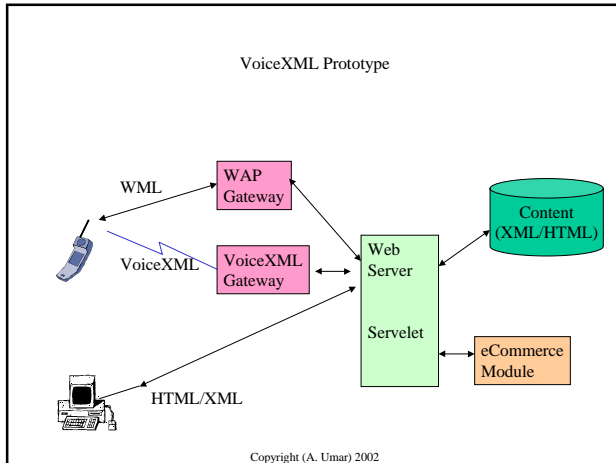 VoiceXML Prototype
WML
WAP
Gateway
VoiceXML
VoiceXML
Gateway
Web
Server
Servelet
Content
(XML/HTML)
eCommerce
Module
HTML/XML
Copyright (A. Umar) 2002